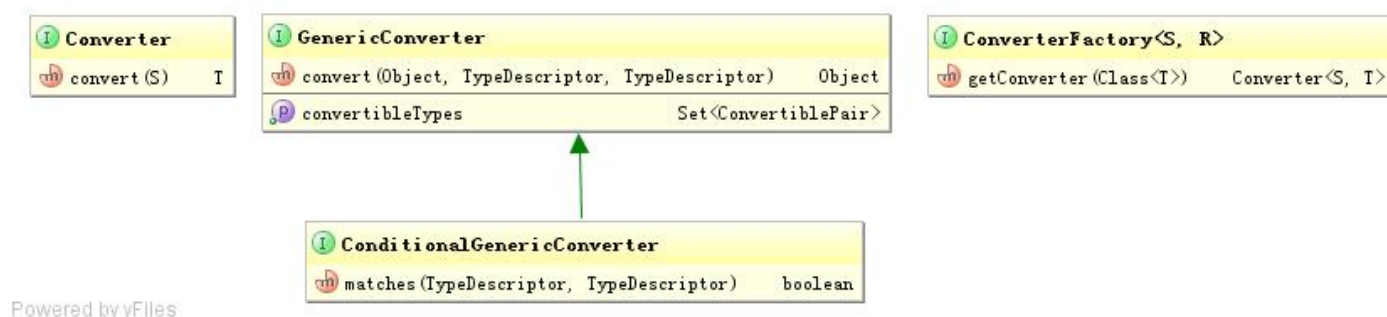 Converter
convert(S) T
GenericConverter
convert(Object, TypeDescriptor, TypeDescriptor) Object
convertibleTypes Set<ConvertiblePair>
ConverterFactory<S, R>
getConverter(Class<T>) Converter<S, T>
ConditionalGenericConverter
matches(TypeDescriptor, TypeDescriptor) boolean
Powered by yFiles